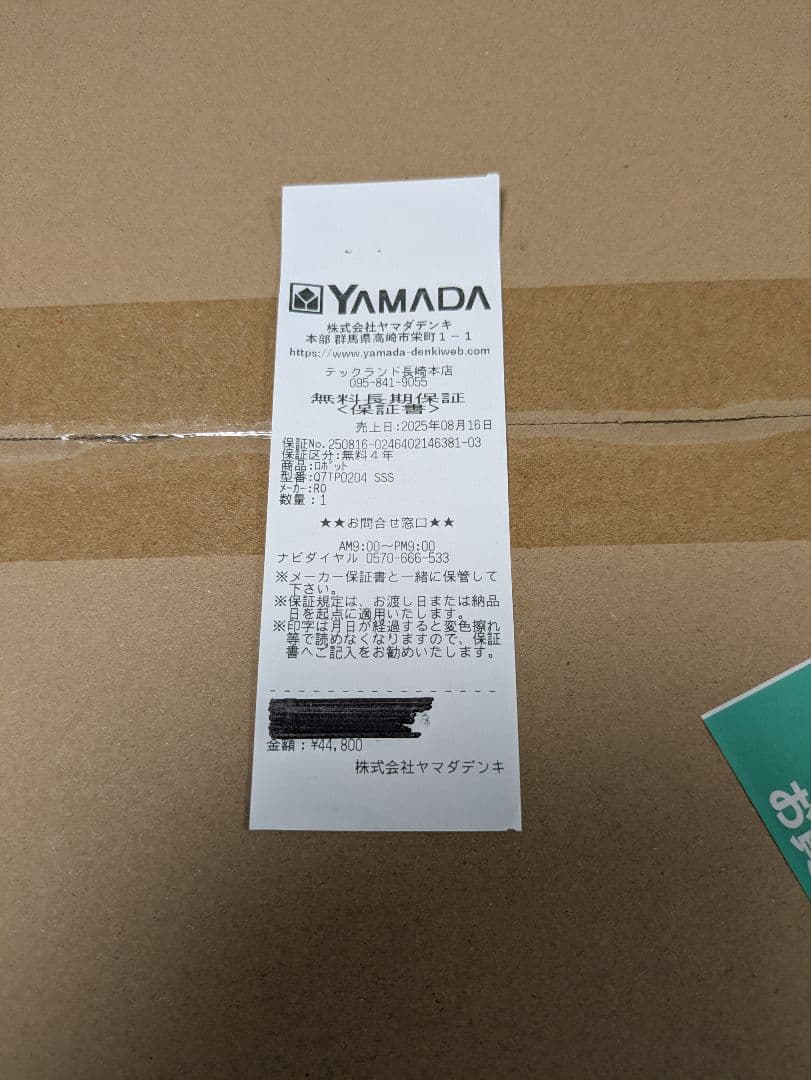 YAMADA
株式会社ヤマダデンキ
本部 群馬県高崎市栄町1-1
https://www.yamada-denkiweb.com
テックランド長崎本店
095-841-9055
無料長期保証
<保証書>
売上日:2025年08月16日
保証No.250816-0246402146381-03
保証区分:無料4年
商品:ロボット
型番:Q7TP0204 SSS
メーカー:RO
数量:1
★★お問合せ窓口★★
AM9:00〜PM9:00
ナビダイヤル 0570-666-533
※メーカー保証書と一緒に保管して
下さい。
※保証規定は、お渡し日または納品
日を起点に適用いたします。
※印字は月日が経過すると変色擦れ
等で読めなくなりますので、保証
書へご記入をお勧めいたします。
金額:¥44,800
株式会社ヤマダデンキ
お